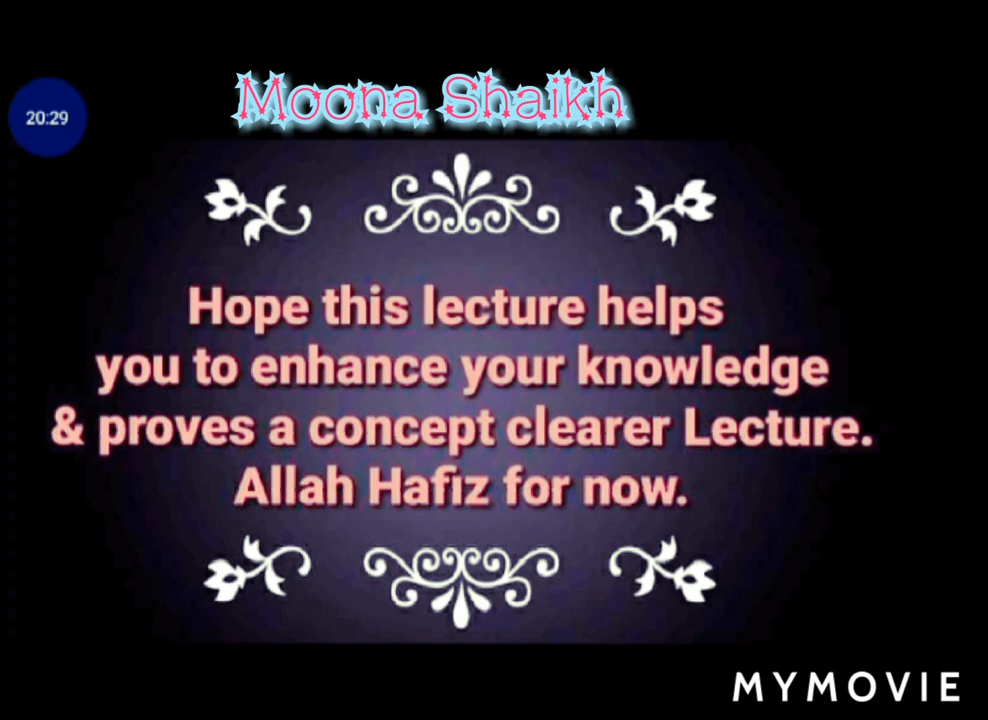 Moona Shaikh
20:29
Hope this lecture helps
you to enhance your knowledge
& proves a concept clearer Lecture.
Allah Hafiz for now.
MYMOVIE